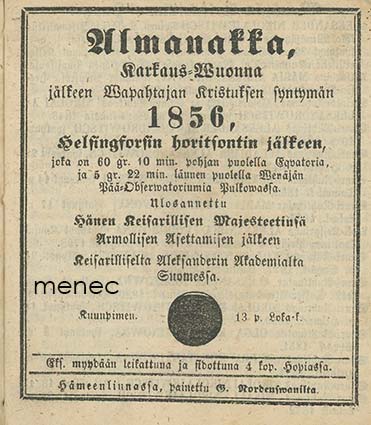 Almanakka,
Karkaus-Wuonna
jälkeen Wapahtajan Kristuksen syntymän
1856,
Helsingforsin horitsontin jälkeen,
joka on 60 gr. 10 min. pohjan puolella Eqvatoria,
ja 5 gr. 22 min. läunen puolella Wenäjän
Pää-Observatoriumia Pulkowassa.
Ulosannettu
Hänen Keisarillisen Majesteetinsä
Armollisen Asettamisen jälkeen
Keisarilliselta Aleksanderin Akademialta
Suomessa.
menec
Kuunpimen. 13 p. Loka-k.
Eks. myydään leikattuna ja sidottuna 4 kop. Hopiassa.
Hämeenlinnassa, painettu G. Nordenswanilta.